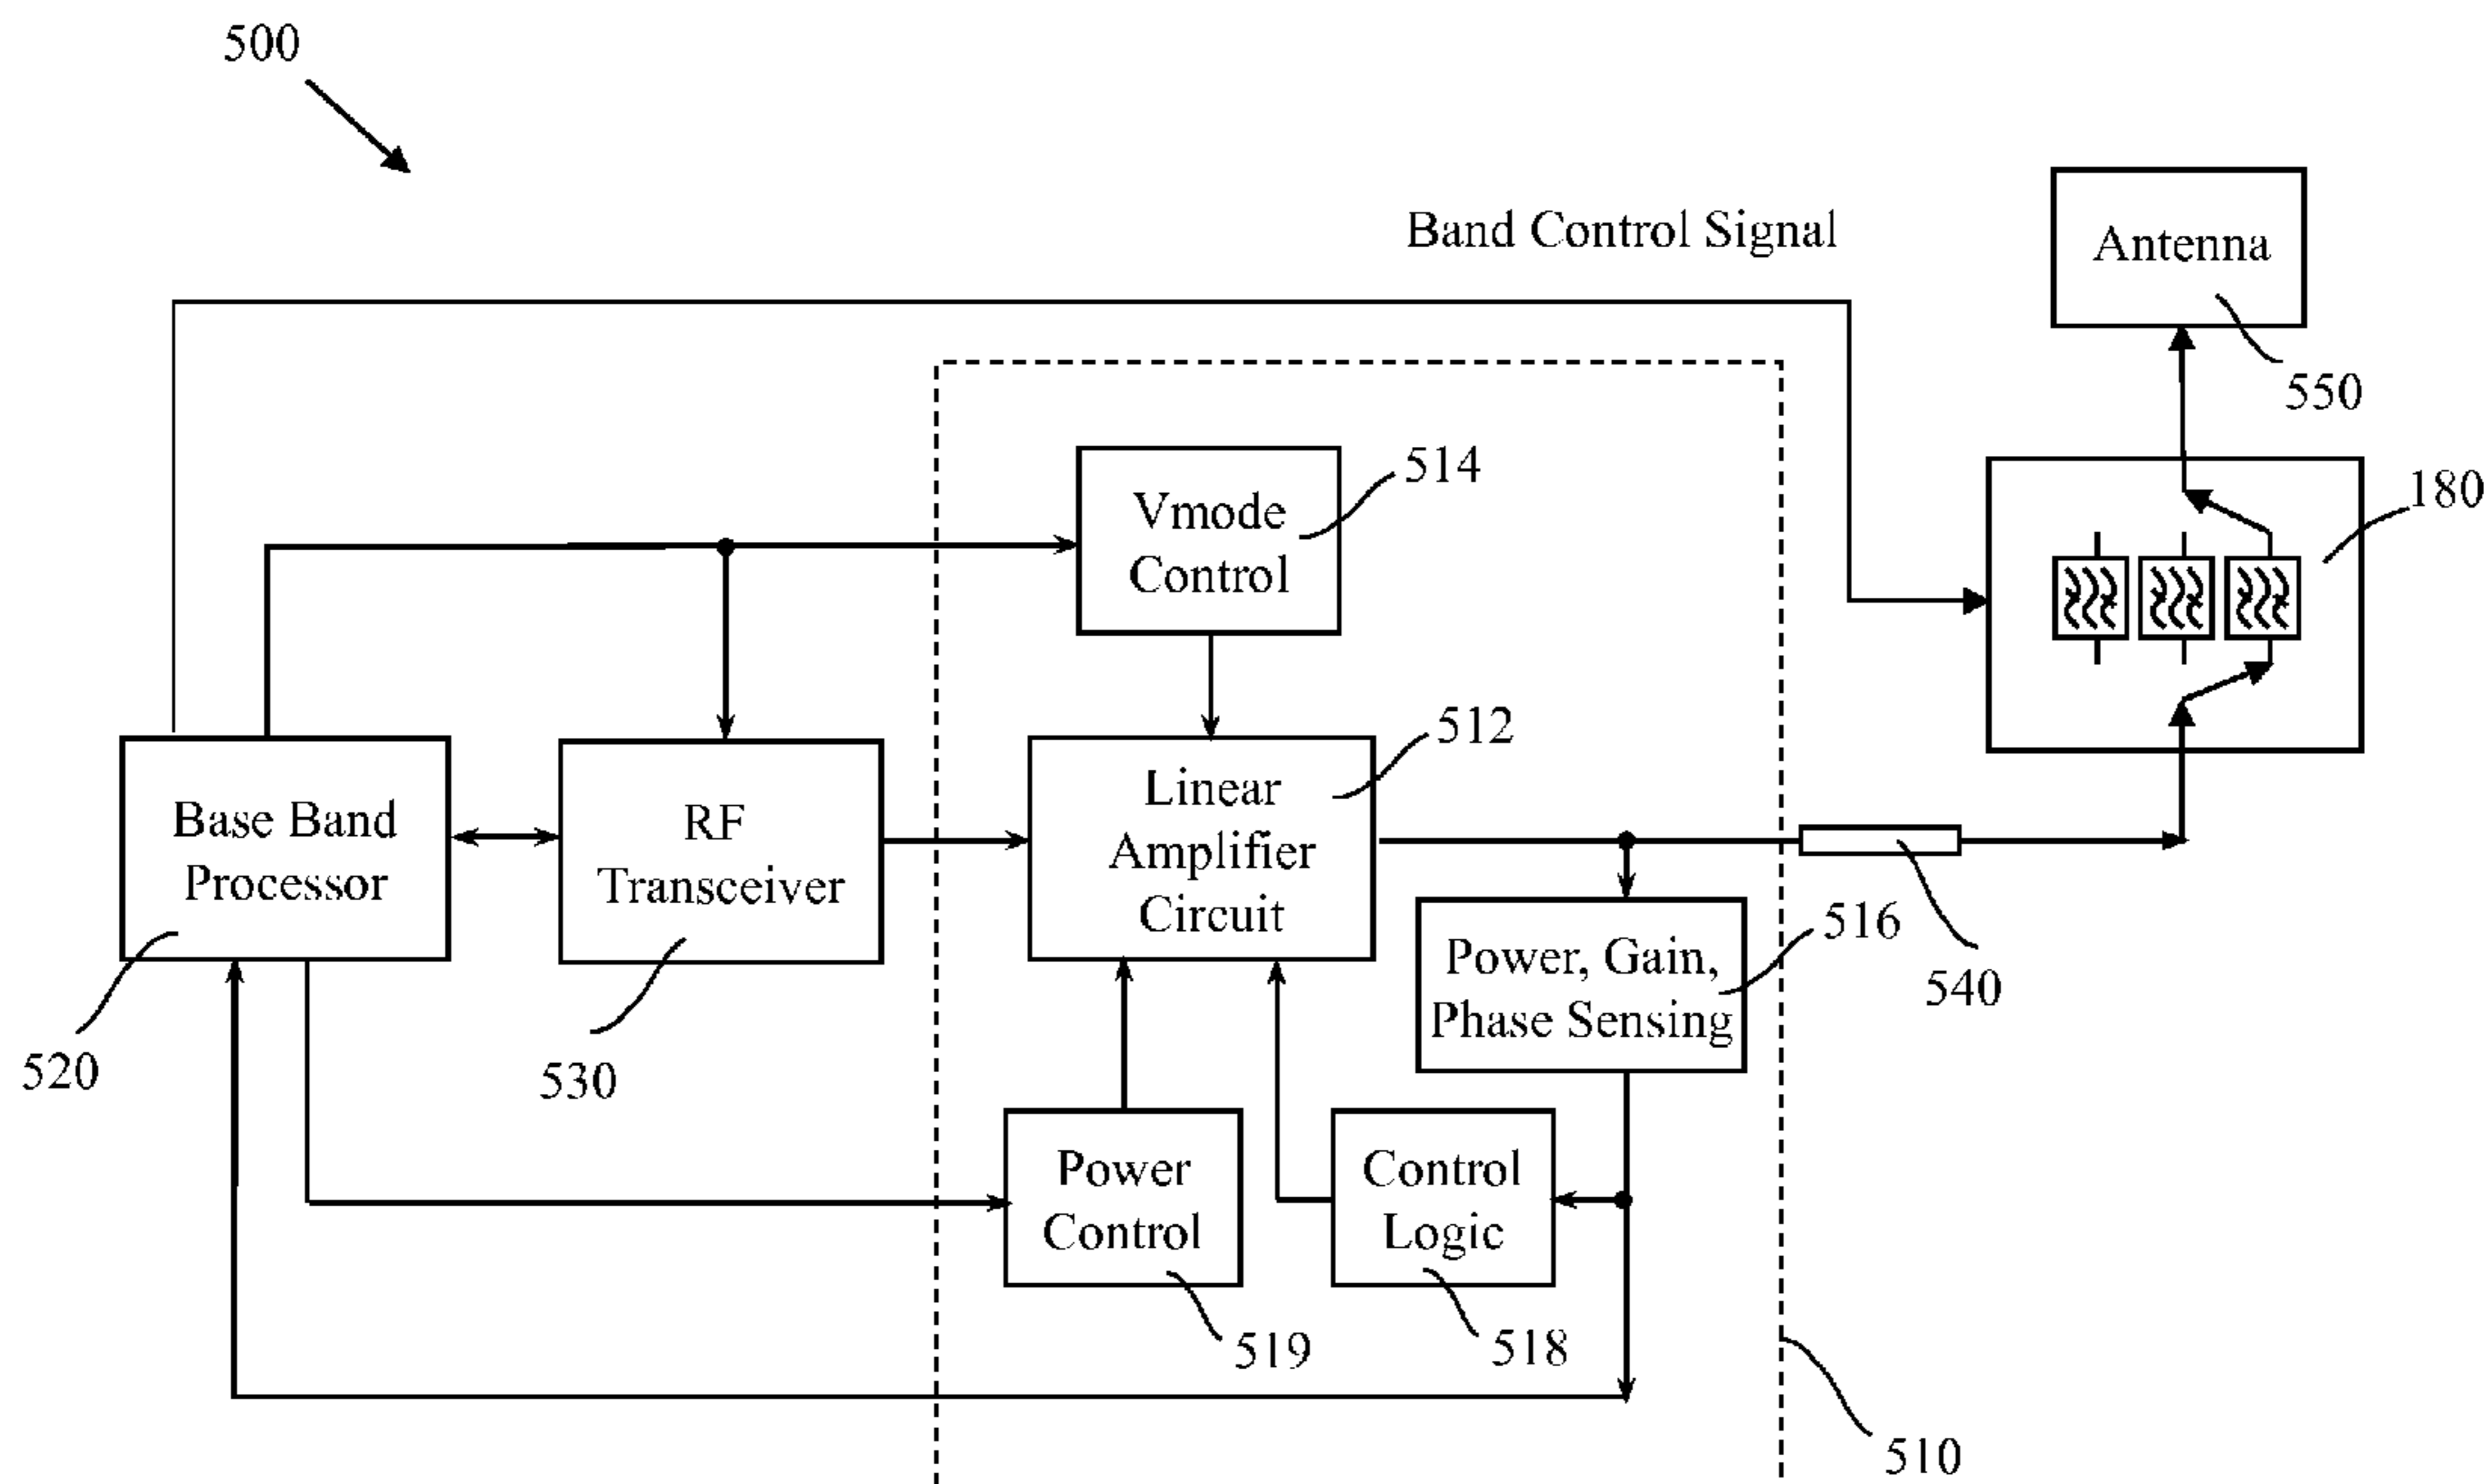 500
Band Control Signal
Antenna
550
Vmode
Control
514
180
Base Band
Processor
520
RF
Transceiver
530
Linear
Amplifier
Circuit
512
Power, Gain,
Phase Sensing
516
540
Power
Control
519
Control
Logic
518
510